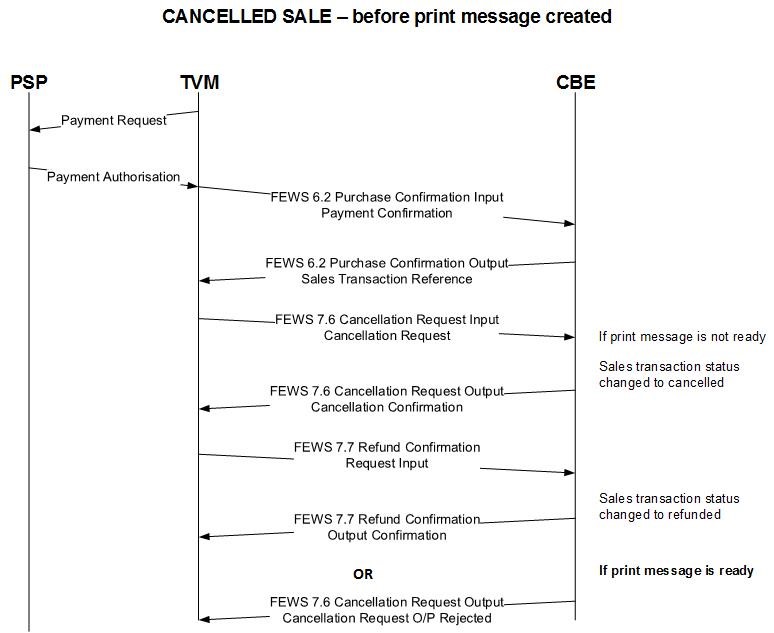 CANCELLED SALE – before print message created
PSP
TVM
CBE
Payment Request
Payment Authorisation
FEWS 6.2 Purchase Confirmation Input
Payment Confirmation
FEWS 6.2 Purchase Confirmation Output
Sales Transaction Reference
FEWS 7.6 Cancellation Request Input
Cancellation Request
If print message is not ready
Sales transaction status
changed to cancelled
FEWS 7.6 Cancellation Request Output
Cancellation Confirmation
FEWS 7.7 Refund Confirmation
Request Input
Sales transaction status
changed to refunded
FEWS 7.7 Refund Confirmation
Output Confirmation
OR
If print message is ready
FEWS 7.6 Cancellation Request Output
Cancellation Request O/P Rejected